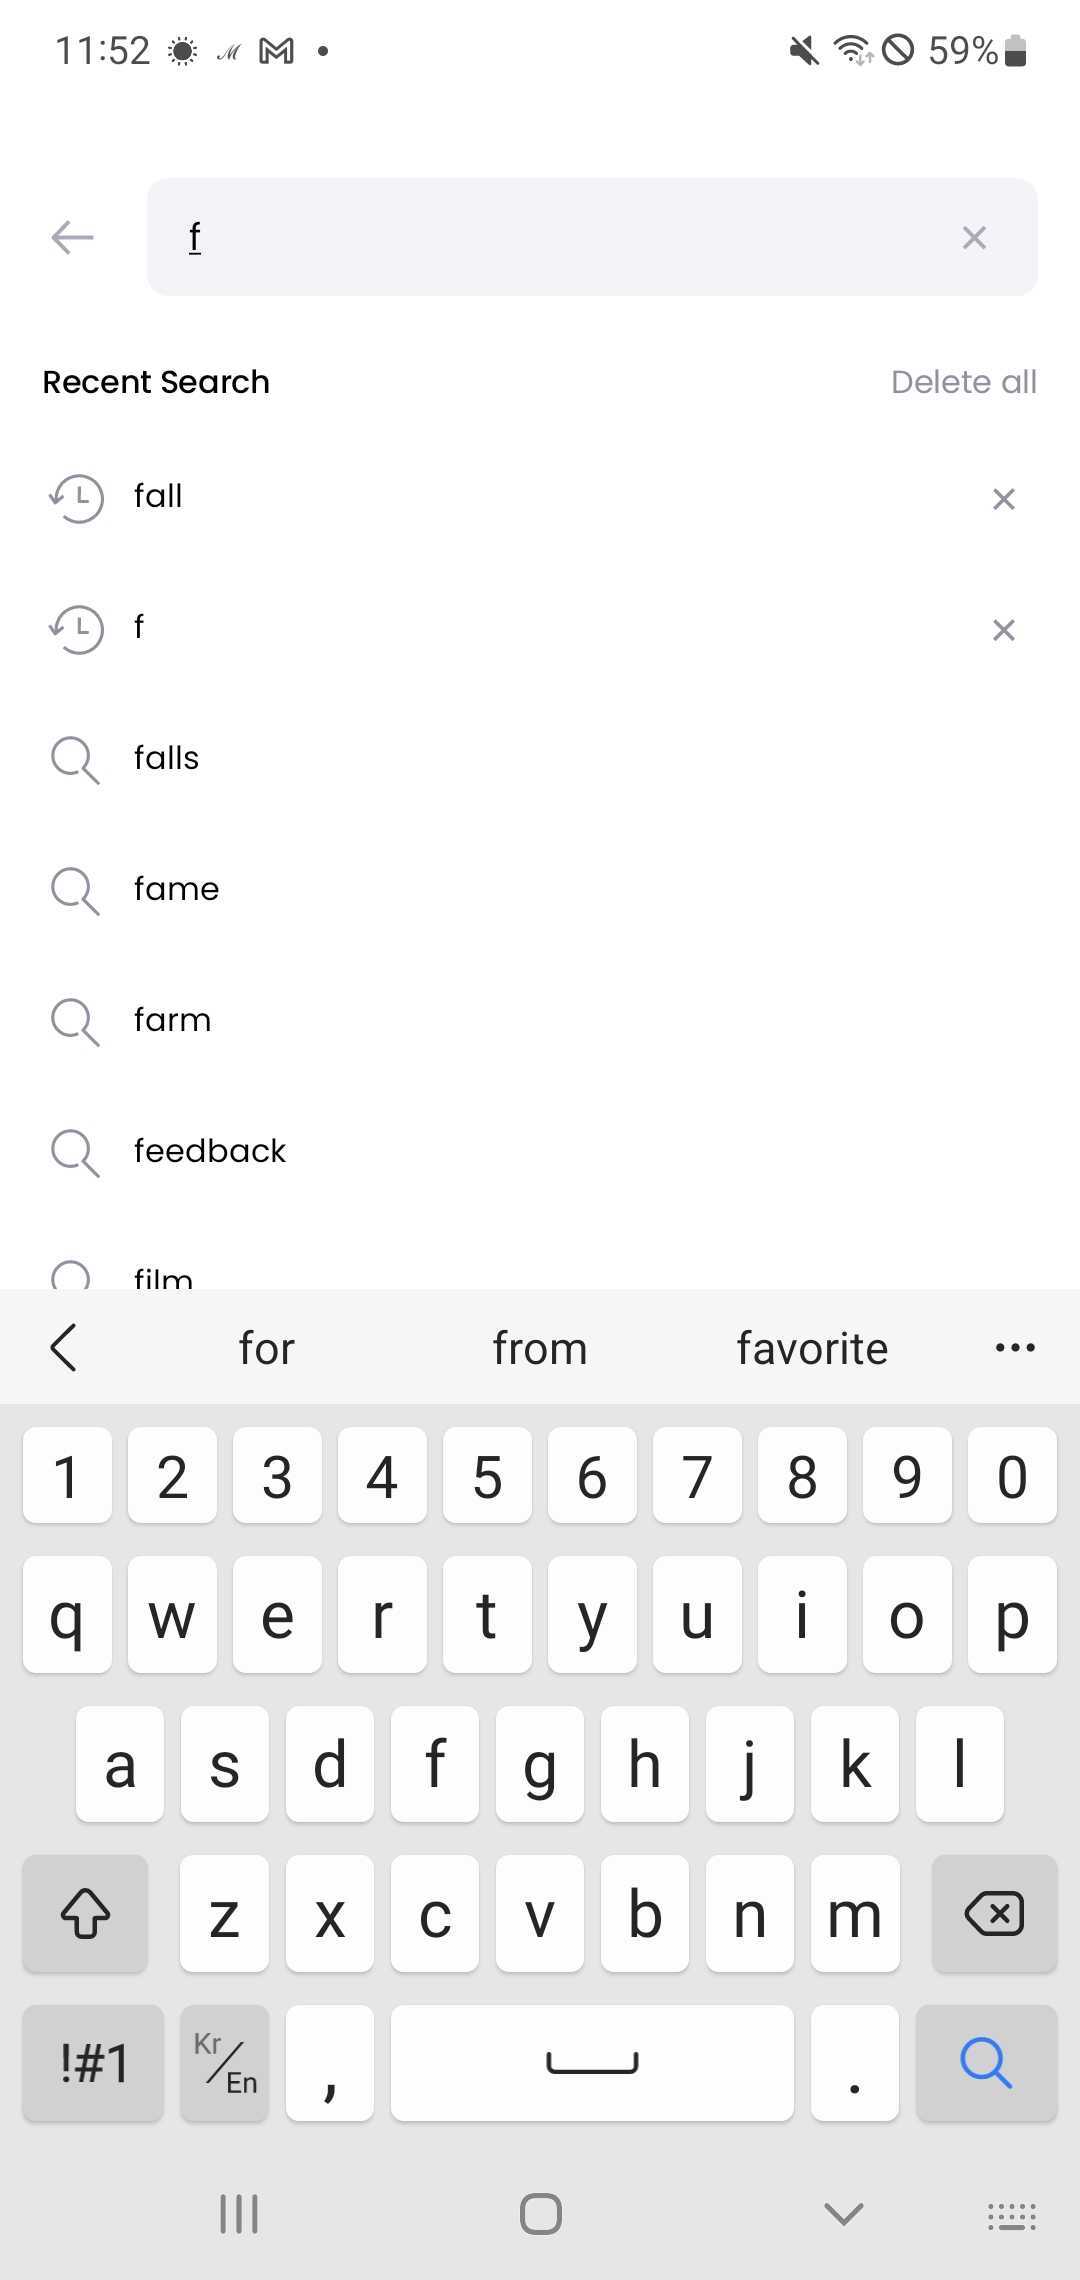 11:52 M 59%
f
Recent Search Delete all
fall
f
falls
fame
farm
feedback
film
for from favorite
1 2 3 4 5 6 7 8 9 0
q w e r t y u i o p
a s d f g h j k l
z x c v b n m
!#1 Kr/En , .